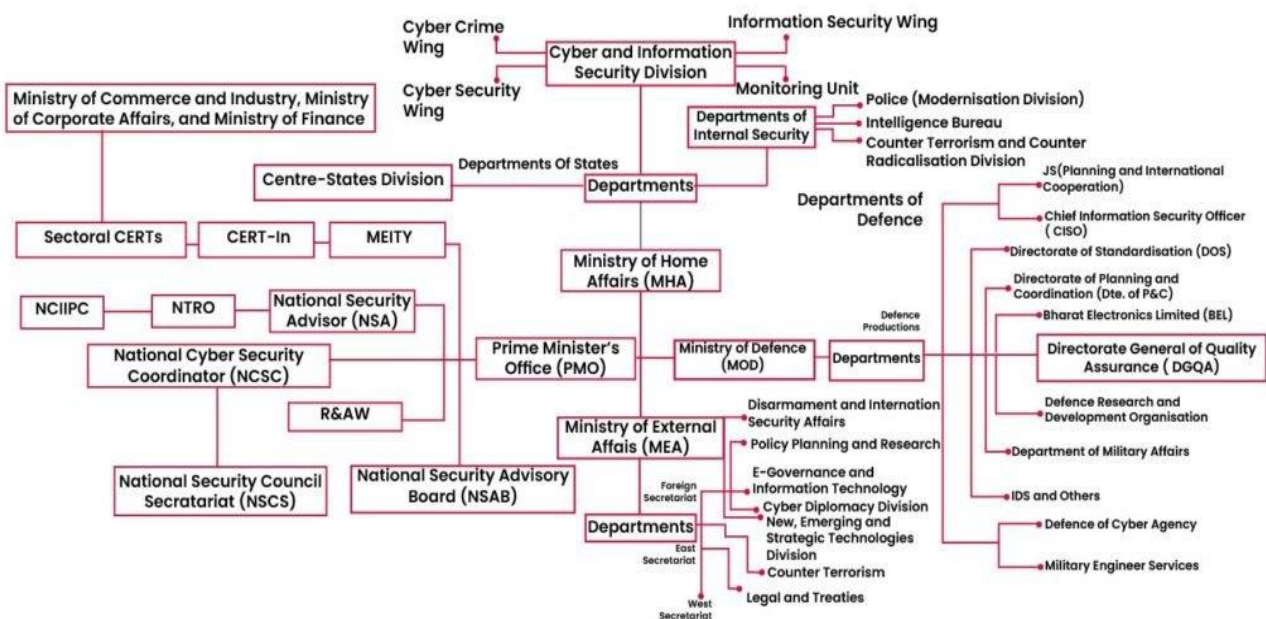 Cyber Crime
Wing
Information Security Wing
Cyber and Information
Security Division
Cyber Security
Wing
Monitoring Unit
Ministry of Commerce and Industry, Ministry
of Corporate Affairs, and Ministry of Finance
Departments of
Internal Security
Police (Modernisation Division)
Intelligence Bureau
Counter Terrorism and Counter
Radicalisation Division
Departments Of States
Centre-States Division
Departments
Departments of
Defence
JS(Planning and International
Cooperation)
Chief Information Security Officer
( CISO)
Sectoral CERTs
CERT-In
MEITY
Ministry of Home
Affairs (MHA)
Directorate of Standardisation (DOS)
Directorate of Planning and
Coordination (Dte. of P&C)
NCIIPC
NTRO
National Security
Advisor (NSA)
Defence
Productions
Bharat Electronics Limited (BEL)
National Cyber Security
Coordinator (NCSC)
Prime Minister's
Office (PMO)
Ministry of Defence
(MOD)
Departments
Directorate General of Quality
Assurance ( DGQA)
R&AW
Ministry of External
Affais (MEA)
Disarmament and Internation
Security Affairs
Defence Research and
Development Organisation
Policy Planning and Research
Department of Military Affairs
National Security Council
Secratariat (NSCS)
National Security Advisory
Board (NSAB)
Foreign
Secretariat
E-Governance and
Information Technology
Cyber Diplomacy Division
New, Emerging and
Strategic Technologies
Division
IDS and Others
Departments
East
Secretariat
Counter Terrorism
Defence of Cyber Agency
West
Secretariat
Legal and Treaties
Military Engineer Services